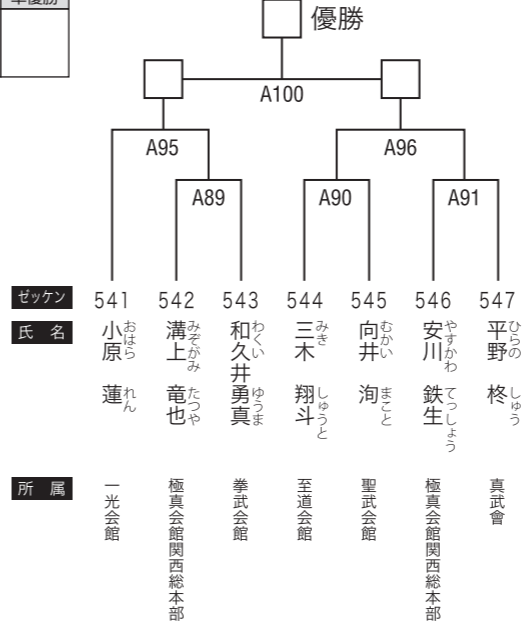 準優勝
優勝
A100
A95
A96
A89
A90
A91
ゼッケン
541
542
543
544
545
546
547
氏 名
小原 蓮
おはら れん
溝上 竜也
みぞがみ たつや
和久井 勇真
わくい ゆうま
三木 翔斗
みき しゅうと
向井 洵
むかい まこと
安川 鉄生
やすかわ てっしょう
平野 柊
ひらの しゅう
所 属
一光会館
極真会館関西総本部
拳武会館
至道会館
聖武会館
極真会館関西総本部
真武會